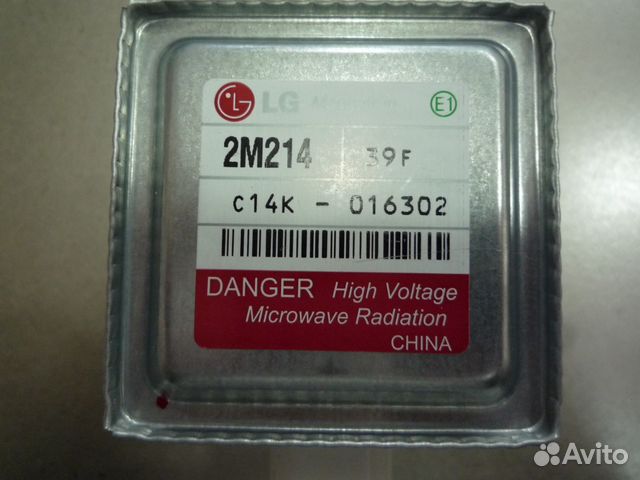 LG E1
2M214 39F
C14K - 016302
DANGER High Voltage
Microwave Radiation
CHINA
Avito